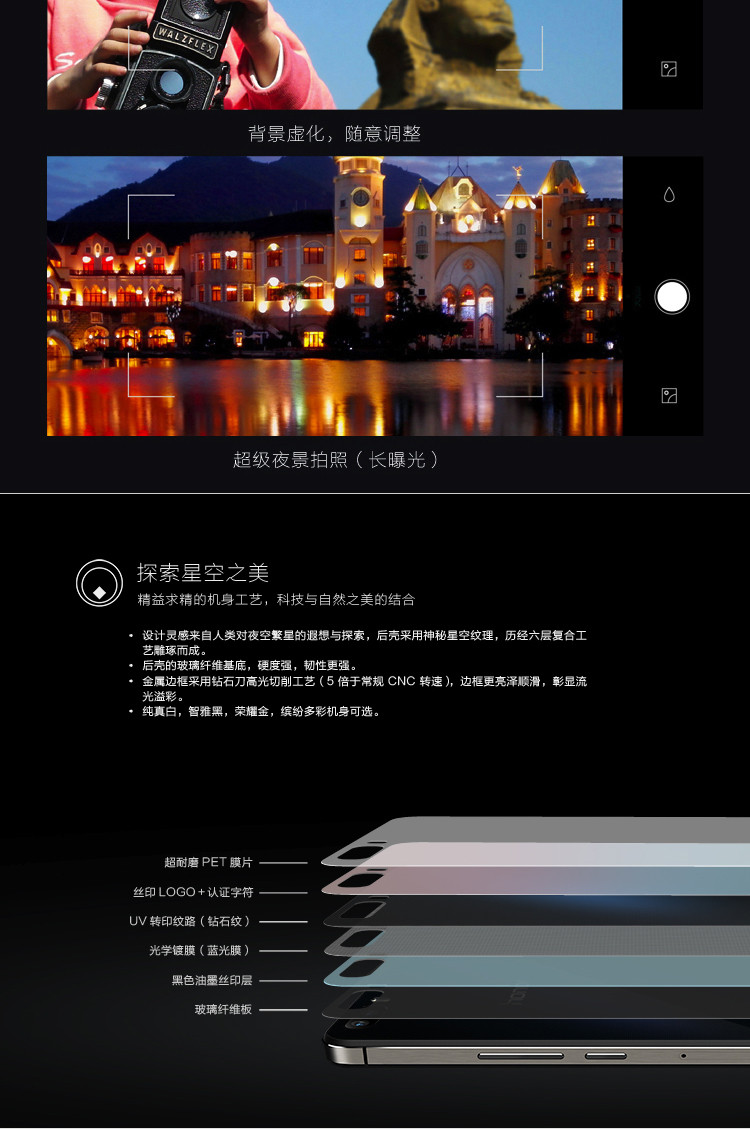 WALZFLEX
背景虚化，随意调整
超级夜景拍照（长曝光）
探索星空之美
精益求精的机身工艺，科技与自然之美的结合
• 设计灵感来自人类对夜空繁星的遐想与探索，后壳采用神秘星空纹理，历经六层复合工
艺雕琢而成。
• 后壳的玻璃纤维基底，硬度强，韧性更强。
• 金属边框采用钻石刀高光切削工艺（5 倍于常规 CNC 转速），边框更亮泽顺滑，彰显流
光溢彩。
• 纯真白，智雅黑，荣耀金，缤纷多彩机身可选。
超耐磨 PET 膜片
丝印 LOGO＋认证字符
UV 转印纹路（钻石纹）
光学镀膜（蓝光膜）
黑色油墨丝印层
玻璃纤维板